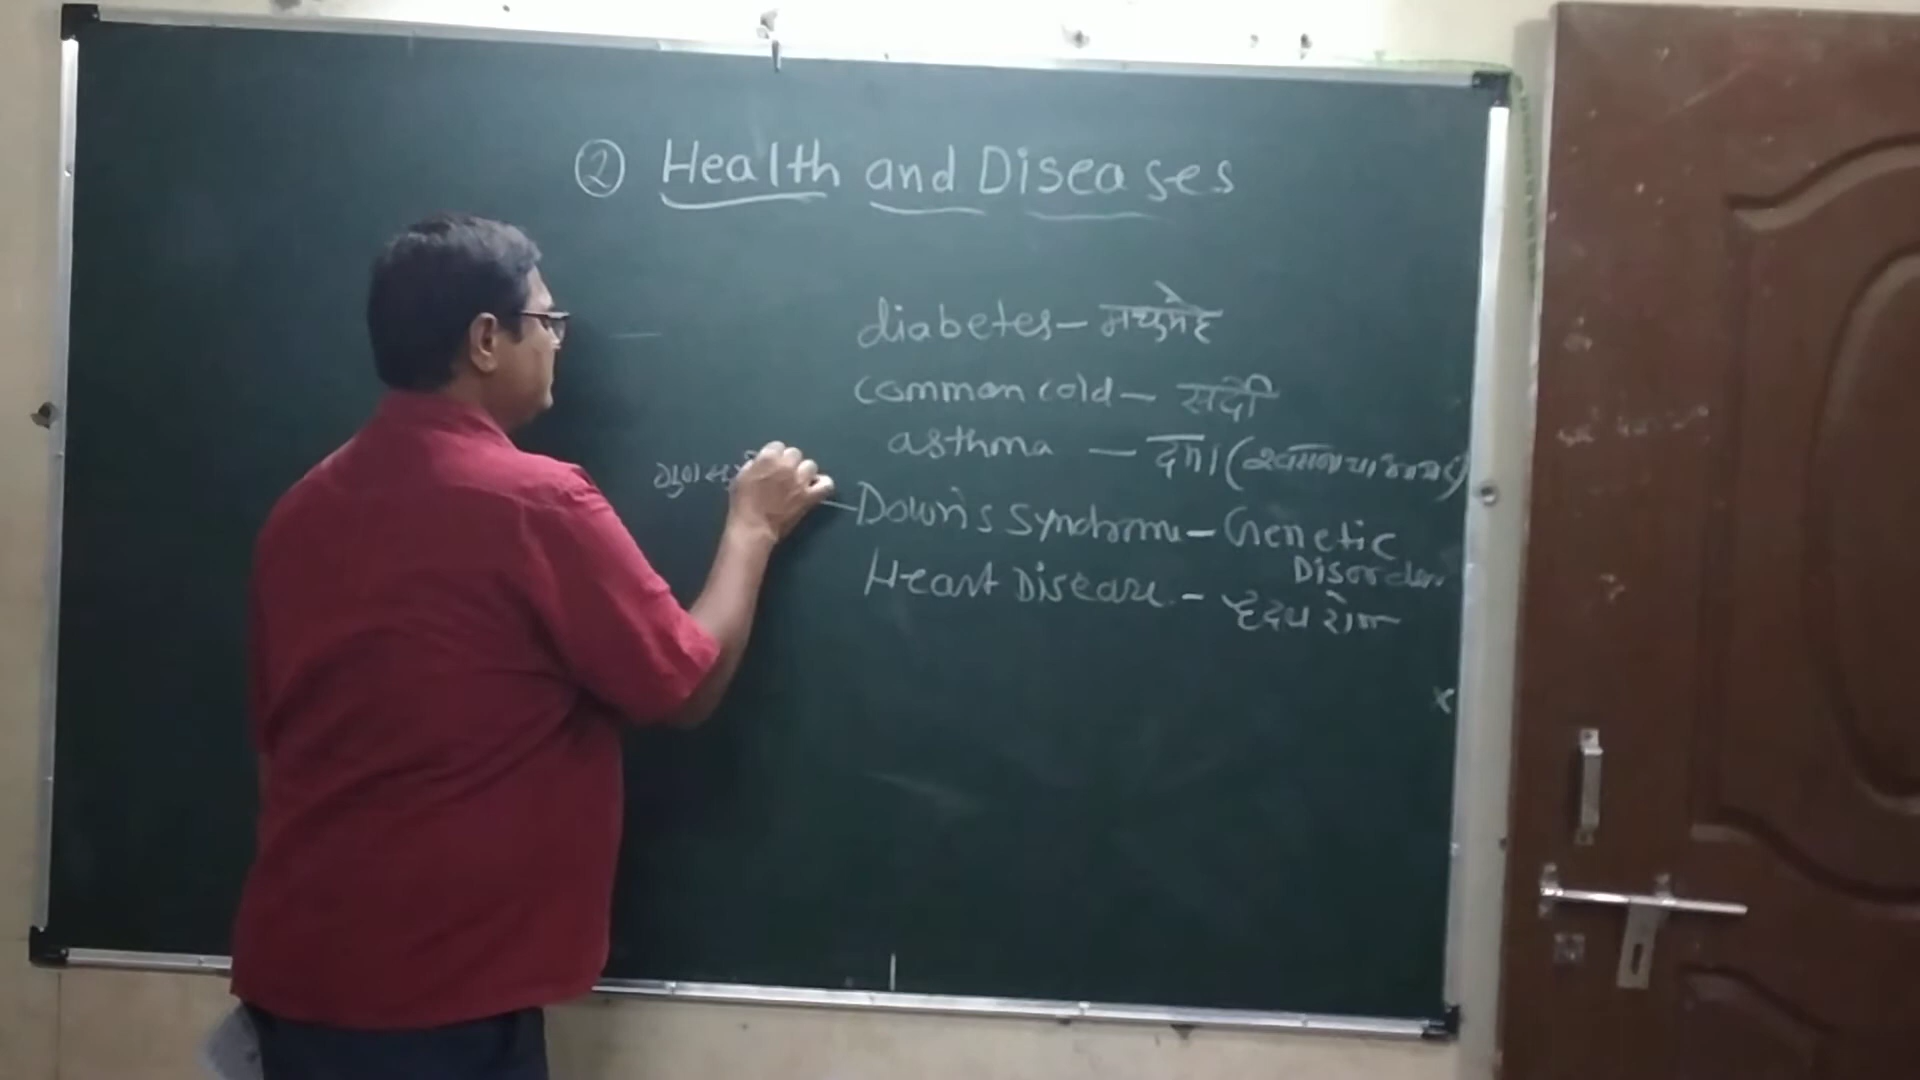 ② Health and Diseases
diabetes - मधुमेह
common cold - सर्दी
asthma - दमा (
Down's Syndrome - Genetic
Disorder
Heart Disease - हृदय रोग
x